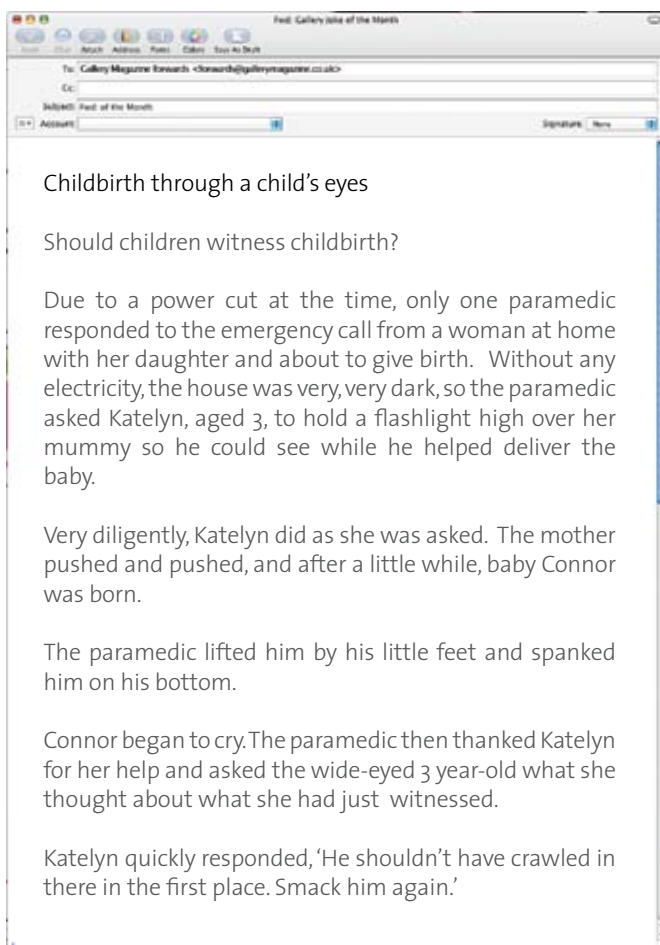 Fwd: Gallery Joke of the Month
Attach Address Fonts Colors Save As Draft
To: Gallery Magazine forwards <forwards@gallerymagazine.co.uk>
Cc:
Subject: Fwd: of the Month
Account: Signature: None
Childbirth through a child’s eyes
Should children witness childbirth?
Due to a power cut at the time, only one paramedic
responded to the emergency call from a woman at home
with her daughter and about to give birth. Without any
electricity, the house was very, very dark, so the paramedic
asked Katelyn, aged 3, to hold a flashlight high over her
mummy so he could see while he helped deliver the
baby.
Very diligently, Katelyn did as she was asked. The mother
pushed and pushed, and after a little while, baby Connor
was born.
The paramedic lifted him by his little feet and spanked
him on his bottom.
Connor began to cry. The paramedic then thanked Katelyn
for her help and asked the wide-eyed 3 year-old what she
thought about what she had just witnessed.
Katelyn quickly responded, ‘He shouldn’t have crawled in
there in the first place. Smack him again.’